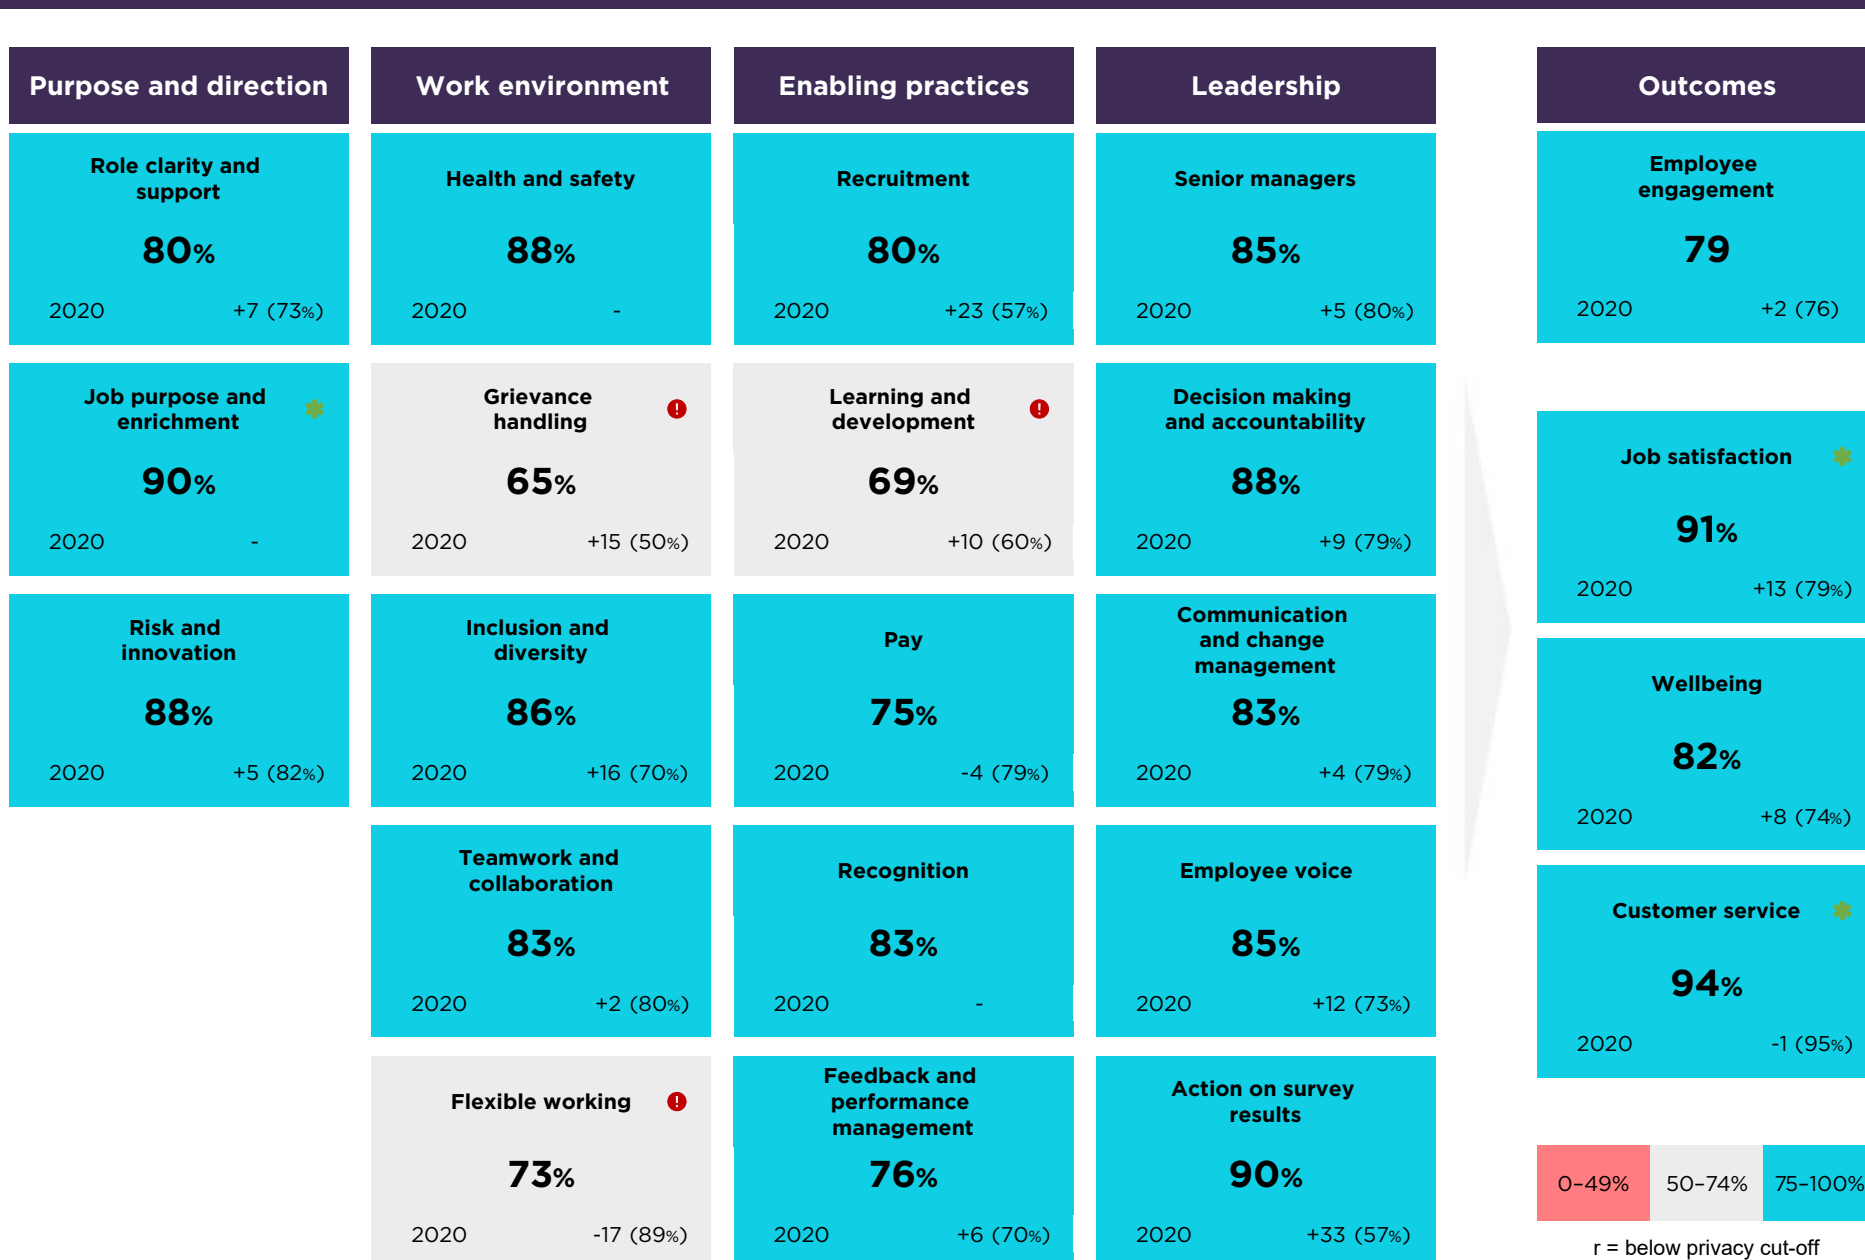 Purpose and direction
Role clarity and
support
80%
2020 +7 (73%)
Job purpose and
enrichment
90%
2020 -
Risk and
innovation
88%
2020 +5 (82%)
Work environment
Health and safety
88%
2020 -
Grievance
handling
65%
2020 +15 (50%)
Inclusion and
diversity
86%
2020 +16 (70%)
Teamwork and
collaboration
83%
2020 +2 (80%)
Flexible working
73%
2020 -17 (89%)
Enabling practices
Recruitment
80%
2020 +23 (57%)
Learning and
development
69%
2020 +10 (60%)
Pay
75%
2020 -4 (79%)
Recognition
83%
2020 -
Feedback and
performance
management
76%
2020 +6 (70%)
Leadership
Senior managers
85%
2020 +5 (80%)
Decision making
and accountability
88%
2020 +9 (79%)
Communication
and change
management
83%
2020 +4 (79%)
Employee voice
85%
2020 +12 (73%)
Action on survey
results
90%
2020 +33 (57%)
Outcomes
Employee
engagement
79
2020 +2 (76)
Job satisfaction
91%
2020 +13 (79%)
Wellbeing
82%
2020 +8 (74%)
Customer service
94%
2020 -1 (95%)
0–49% 50–74% 75–100%
r = below privacy cut-off